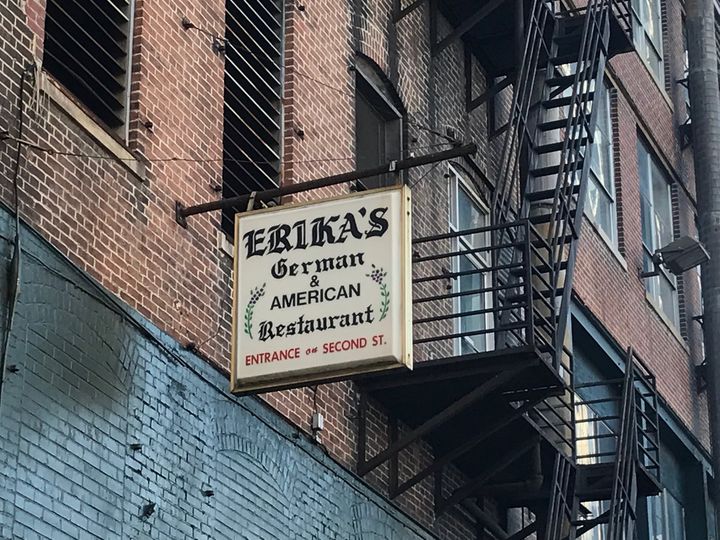 ERIKA'S
German
&
AMERICAN
Restaurant
ENTRANCE on SECOND ST.